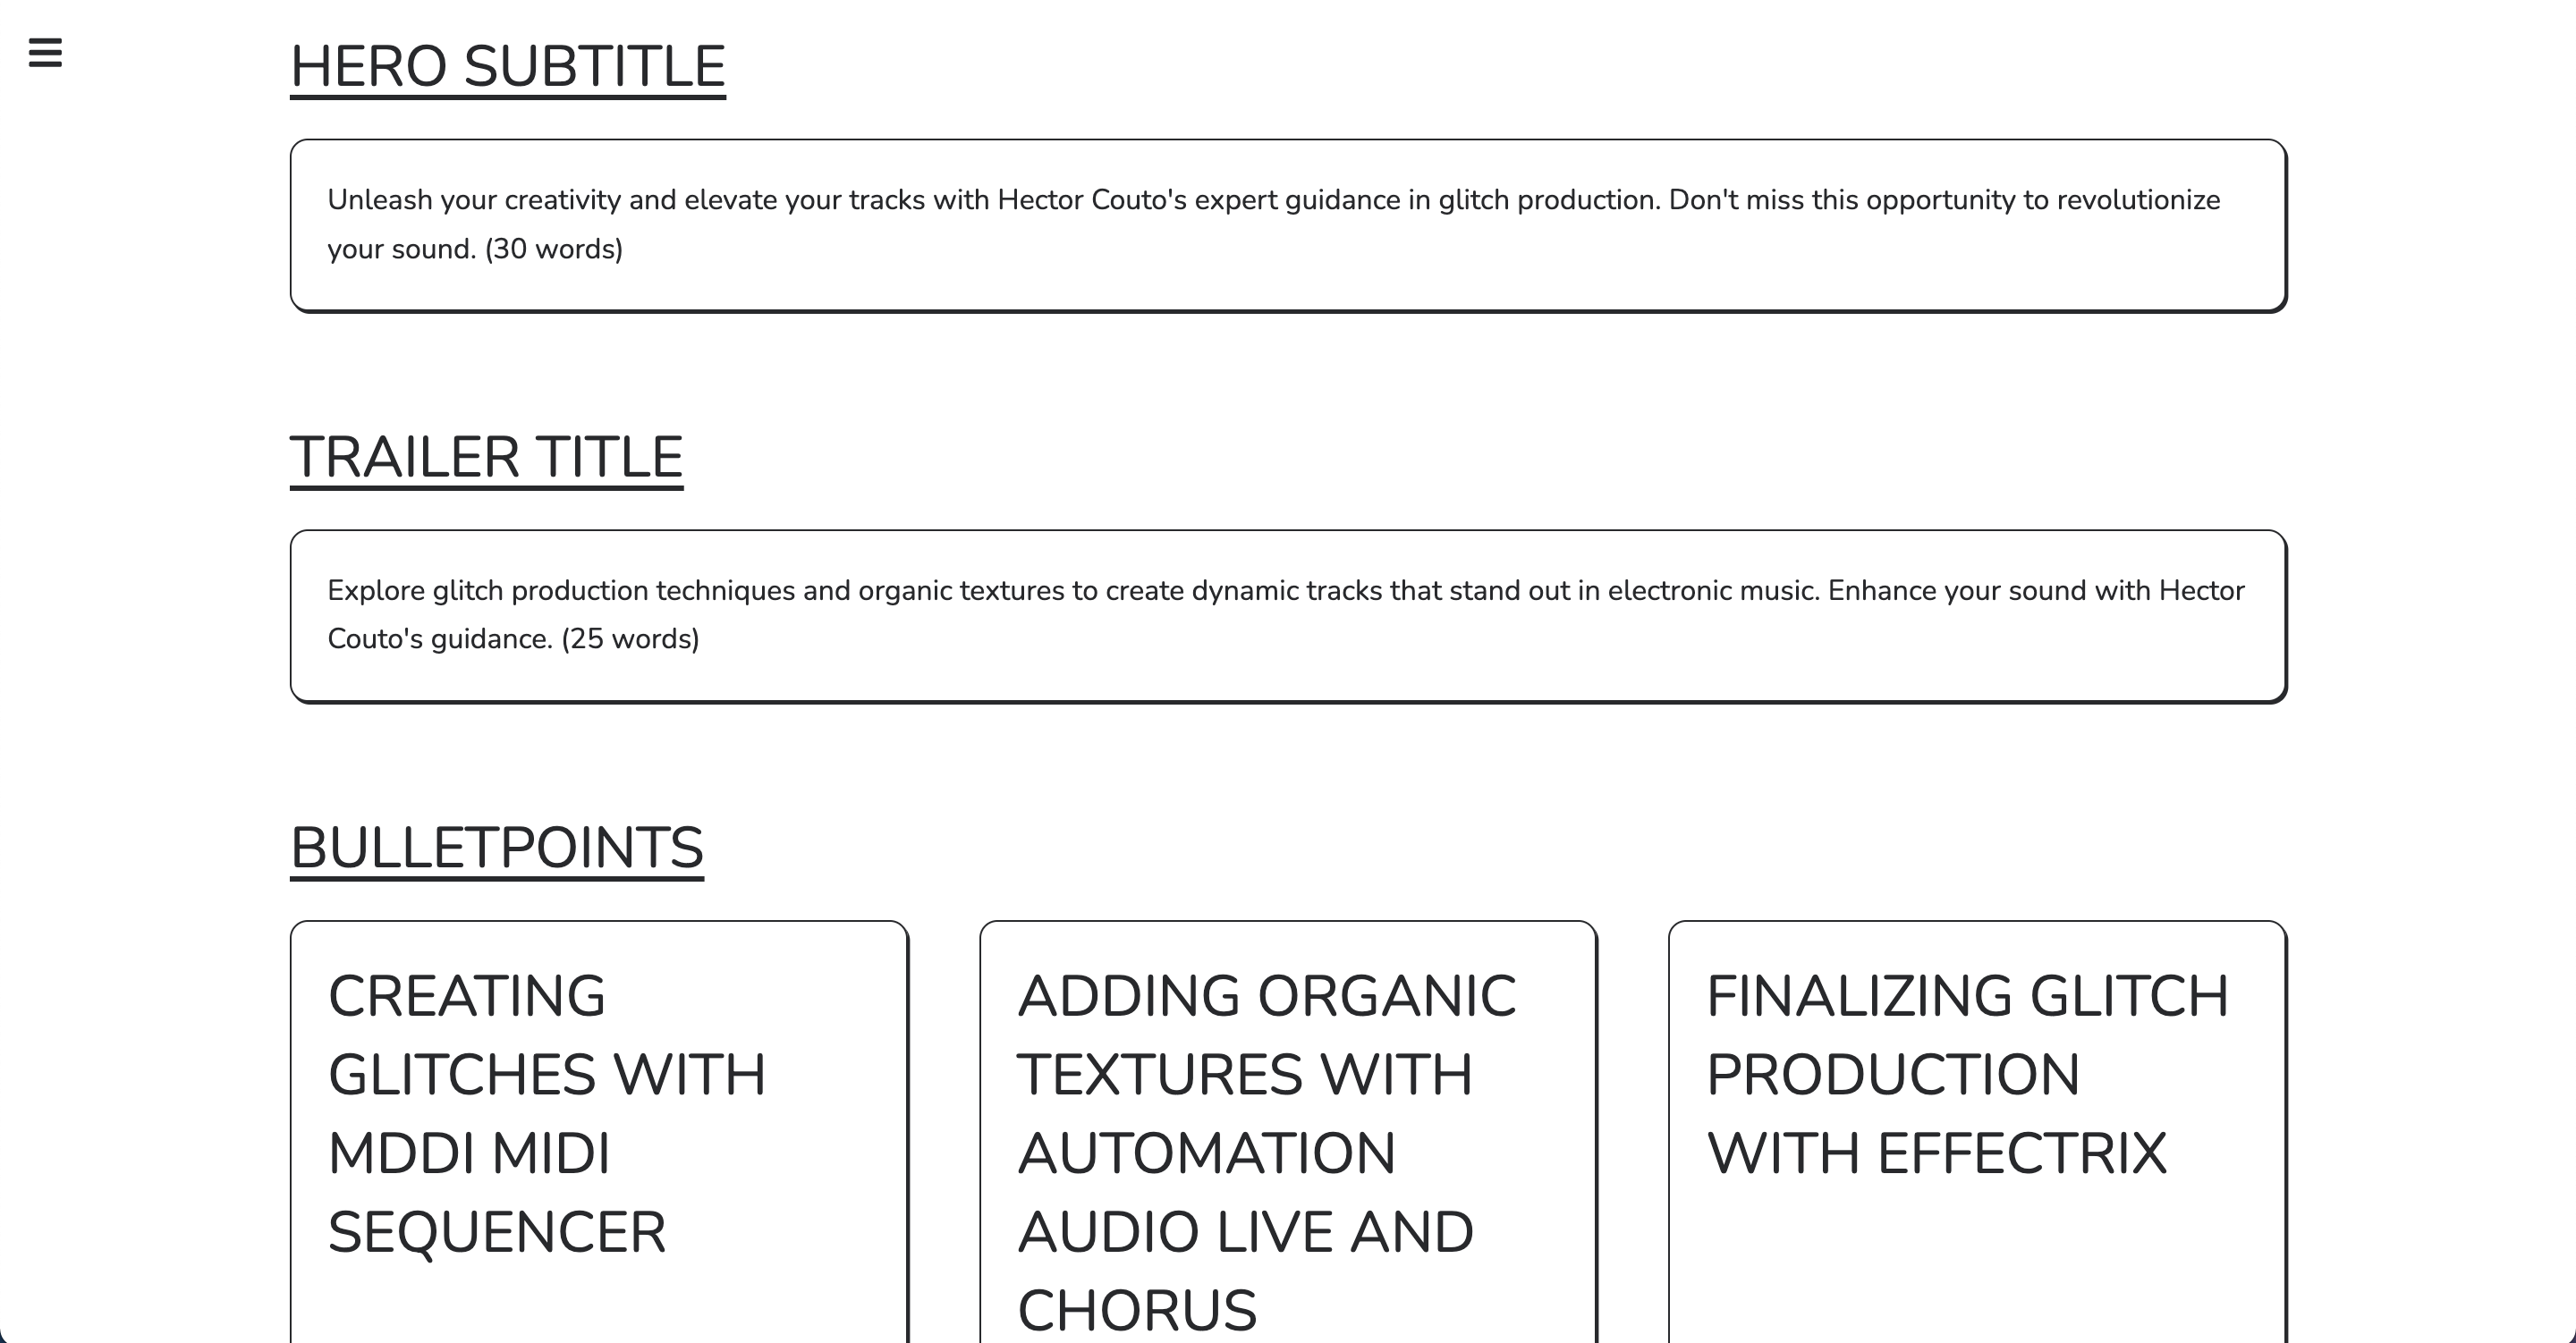 HERO SUBTITLE
Unleash your creativity and elevate your tracks with Hector Couto's expert guidance in glitch production. Don't miss this opportunity to revolutionize
your sound. (30 words)
TRAILER TITLE
Explore glitch production techniques and organic textures to create dynamic tracks that stand out in electronic music. Enhance your sound with Hector
Couto's guidance. (25 words)
BULLETPOINTS
CREATING
GLITCHES WITH
MDDI MIDI
SEQUENCER
ADDING ORGANIC
TEXTURES WITH
AUTOMATION
AUDIO LIVE AND
CHORUS
FINALIZING GLITCH
PRODUCTION
WITH EFFECTRIX